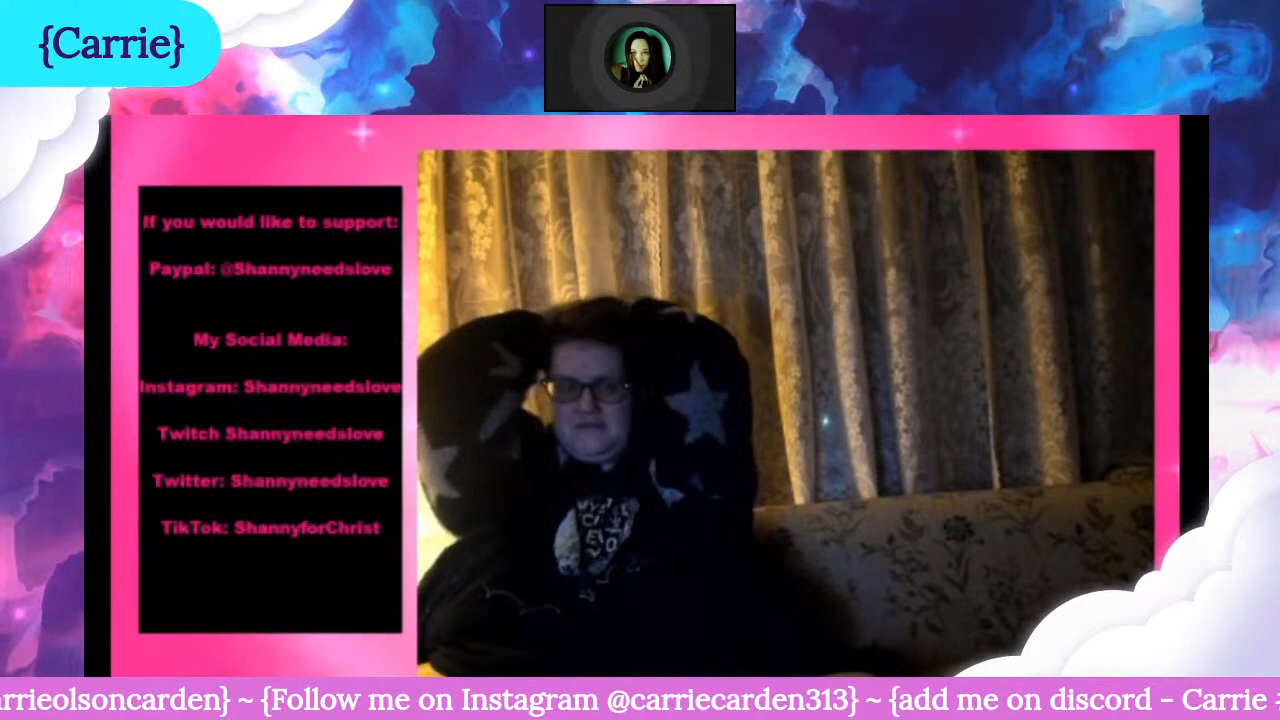 {Carrie}
If you would like to support:
Paypal: @Shannyneedslove
My Social Media:
Instagram: Shannyneedslove
Twitch Shannyneedslove
Twitter: Shannyneedslove
TikTok: ShannyforChrist
arrieolsoncarden} ~ {Follow me on Instagram @carriecarden313} ~ {add me on discord - Carrie